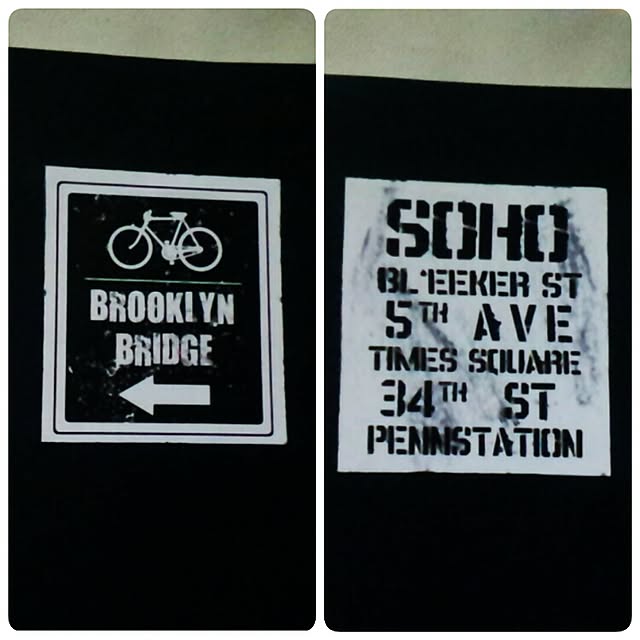 BROOKLYN
BRIDGE
SOHO
BL'EEKER ST
5TH AVE
TIMES SQUARE
34TH ST
PENNSTATION